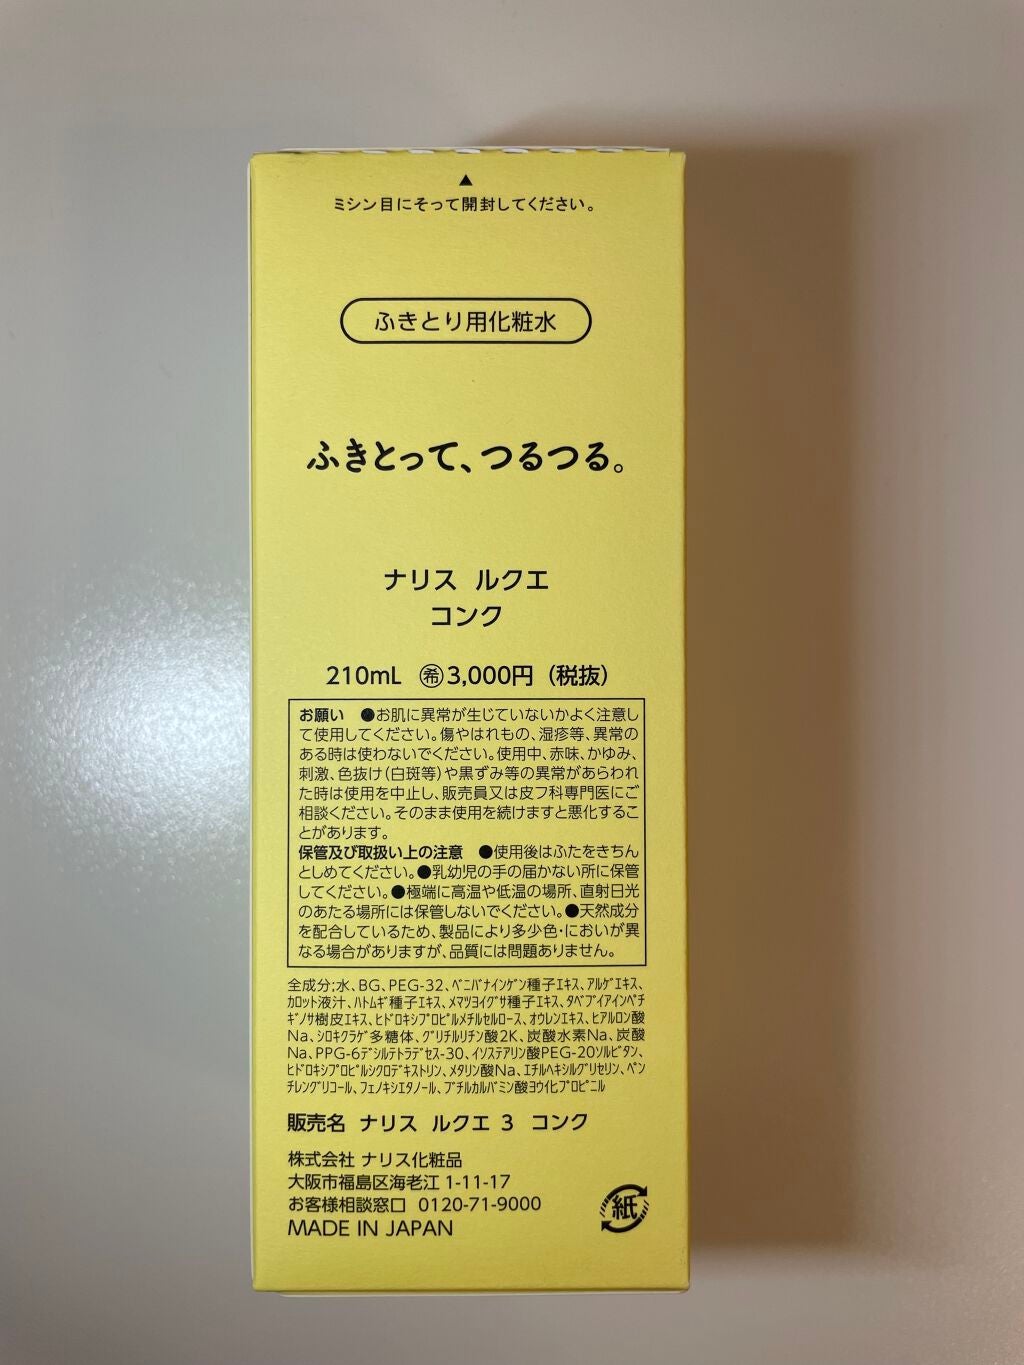 ▲
ミシン目にそって開封してください。
ふきとり用化粧水
ふきとって、つるつる。
ナリス ルクエ
コンク
210mL ㊍希3,000円（税抜）
お願い ●お肌に異常が生じていないかよく注意し
て使用してください。傷やはれもの、湿疹等、異常の
ある時は使わないでください。使用中、赤味、かゆみ、
刺激、色抜け（白斑等）や黒ずみ等の異常があらわれ
た時は使用を中止し、販売員又は皮フ科専門医にご
相談ください。そのまま使用を続けますと悪化するこ
とがあります。
保管及び取扱い上の注意 ●使用後はふたをきちん
としめてください。●乳幼児の手の届かない所に保管
してください。●極端に高温や低温の場所、直射日光
のあたる場所には保管しないでください。●天然成分
を配合しているため、製品により多少色・においが異
なる場合がありますが、品質には問題ありません。
全成分;水、BG、PEG-32、ベニバナインゲン種子エキス、アルゲエキス、
カロット液汁、ハトムギ種子エキス、メマツヨイグサ種子エキス、タベブイアインペチ
ギノサ樹皮エキス、ヒドロキシプロピルメチルセルロース、オウレンエキス、ヒアルロン酸
Na、シロキクラゲ多糖体、グリチルリチン酸2K、炭酸水素Na、炭酸
Na、PPG-6デシルテトラデセス-30、イソステアリン酸PEG-20ソルビタン、
ヒドロキシプロピルシクロデキストリン、メタリン酸Na、エチルヘキシルグリセリン、ペン
チレングリコール、フェノキシエタノール、ブチルカルバミン酸ヨウ化プロピニル
販売名 ナリス ルクエ 3 コンク
株式会社 ナリス化粧品
大阪市福島区海老江 1-11-17
お客様相談窓口 0120-71-9000
MADE IN JAPAN
紙